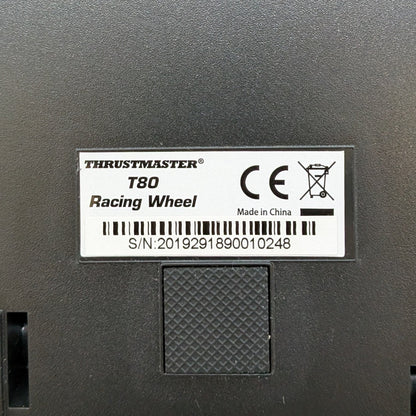 THRUSTMASTER®
T80
Racing Wheel
CE
Made in China
S/N:2019291890010248